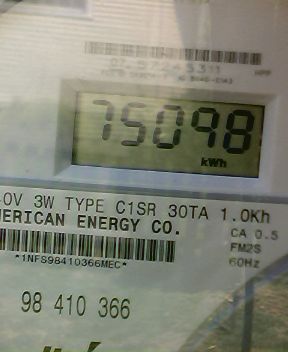 75098
kWh
0V 3W TYPE C1SR 30TA 1.0Kh
MERICAN ENERGY CO.
CA 0.5
FM2S
60Hz
*1NFS98410366MEC*
98 410 366